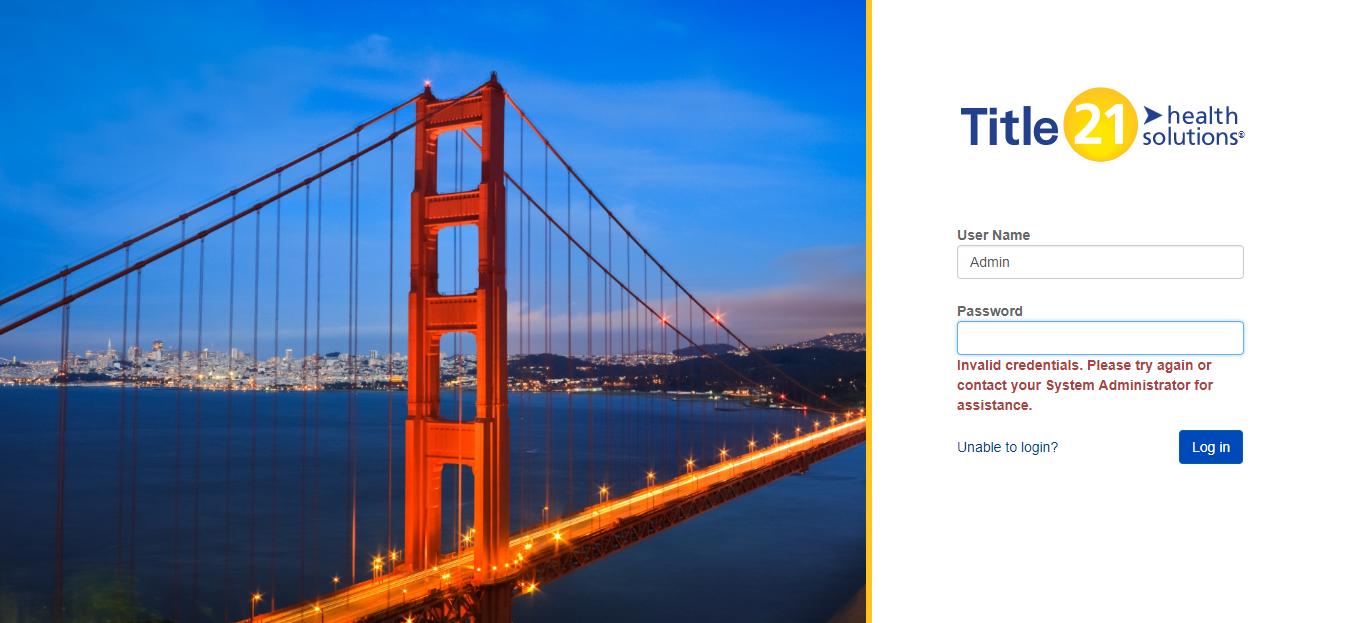 Title 21 health
solutions®
User Name
Admin
Password
Invalid credentials. Please try again or
contact your System Administrator for
assistance.
Unable to login?
Log in